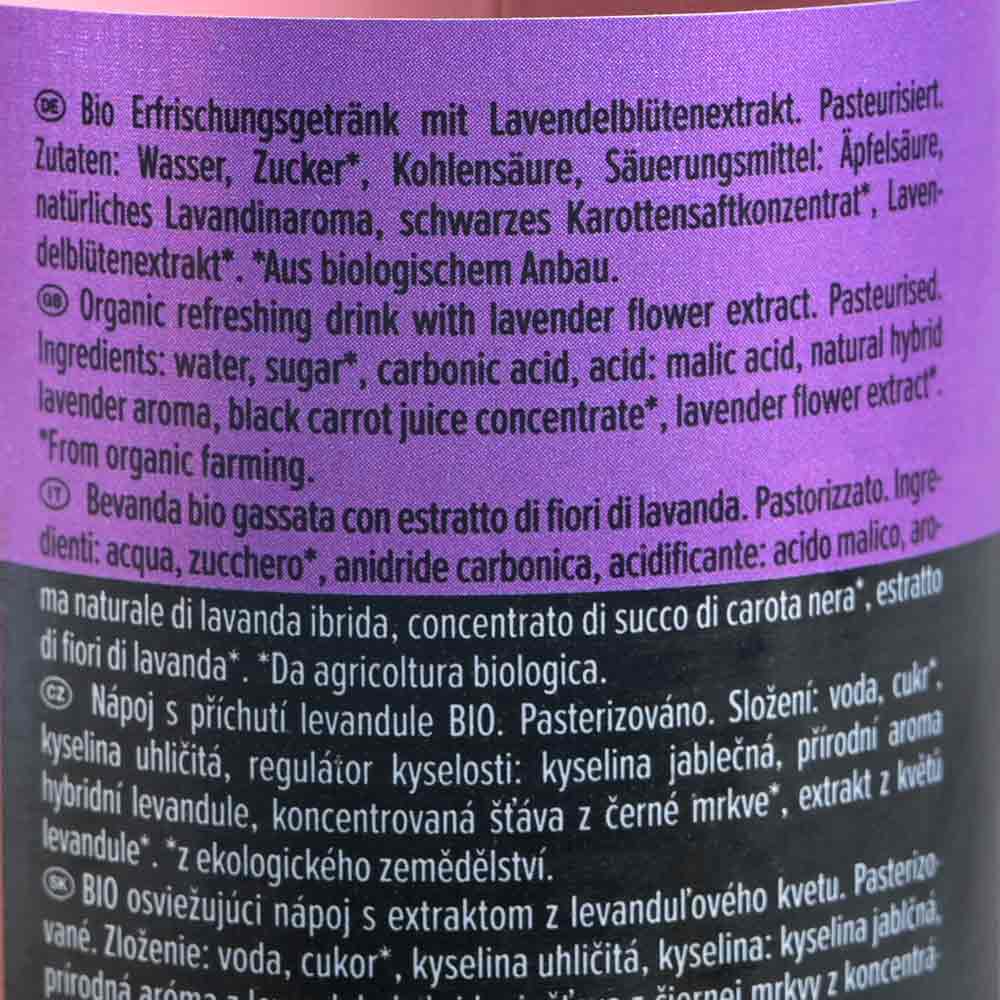 DE Bio Erfrischungsgetränk mit Lavendelblütenextrakt. Pasteurisiert.
Zutaten: Wasser, Zucker*, Kohlensäure, Säuerungsmittel: Äpfelsäure,
natürliches Lavandinaroma, schwarzes Karottensaftkonzentrat*, Laven-
delblütenextrakt*. *Aus biologischem Anbau.
GB Organic refreshing drink with lavender flower extract. Pasteurised.
Ingredients: water, sugar*, carbonic acid, acid: malic acid, natural hybrid
lavender aroma, black carrot juice concentrate*, lavender flower extract*.
*From organic farming.
IT Bevanda bio gassata con estratto di fiori di lavanda. Pastorizzato. Ingre-
dienti: acqua, zucchero*, anidride carbonica, acidificante: acido malico, aro-
ma naturale di lavanda ibrida, concentrato di succo di carota nera*, estratto
di fiori di lavanda*. *Da agricoltura biologica.
CZ Nápoj s příchutí levandule BIO. Pasterizováno. Složení: voda, cukr*,
kyselina uhličitá, regulátor kyselosti: kyselina jablečná, přírodní aroma
hybridní levandule, koncentrovaná šťáva z černé mrkve*, extrakt z květů
levandule*. *z ekologického zemědělství.
SK BIO osviežujúci nápoj s extraktom z levanduľového kvetu. Pasterizo-
vané. Zloženie: voda, cukor*, kyselina uhličitá, kyselina: kyselina jablčná,
prírodná aróma z čiernej mrkvy z koncentrá-